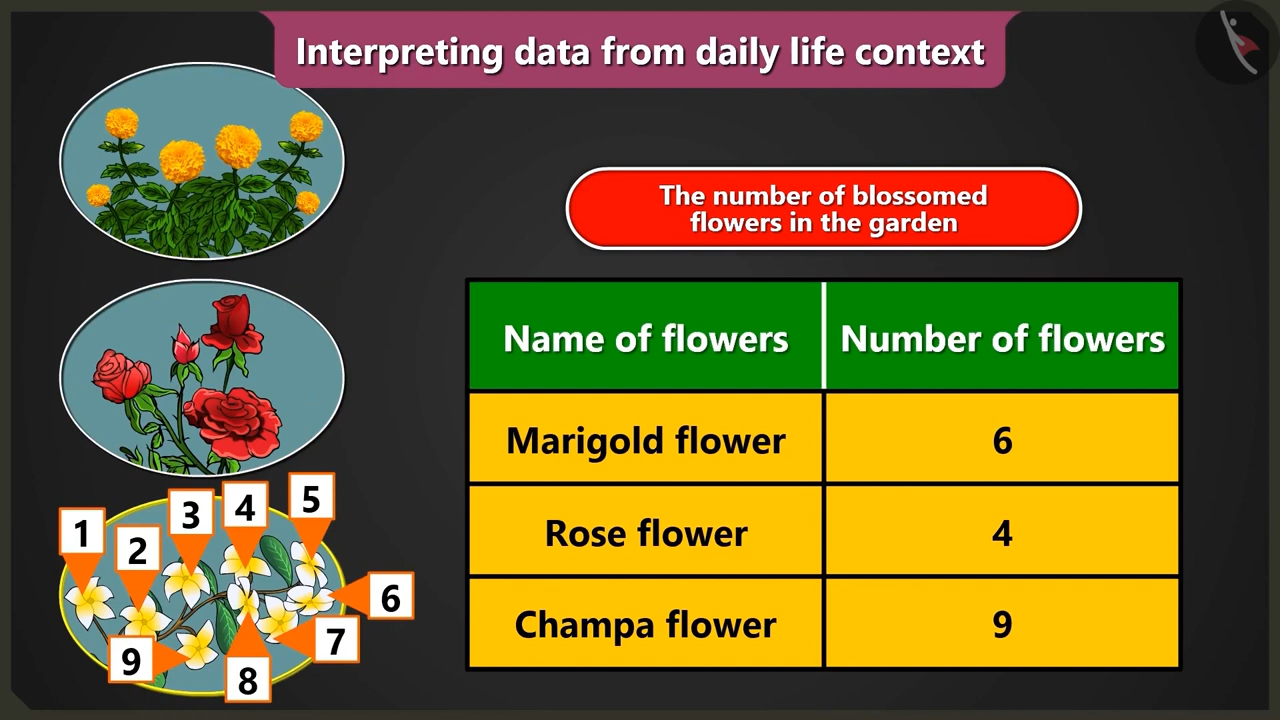 Interpreting data from daily life context
The number of blossomed
flowers in the garden
Name of flowers Number of flowers
Marigold flower 6
Rose flower 4
Champa flower 9
1
2
3
4
5
6
7
8
9